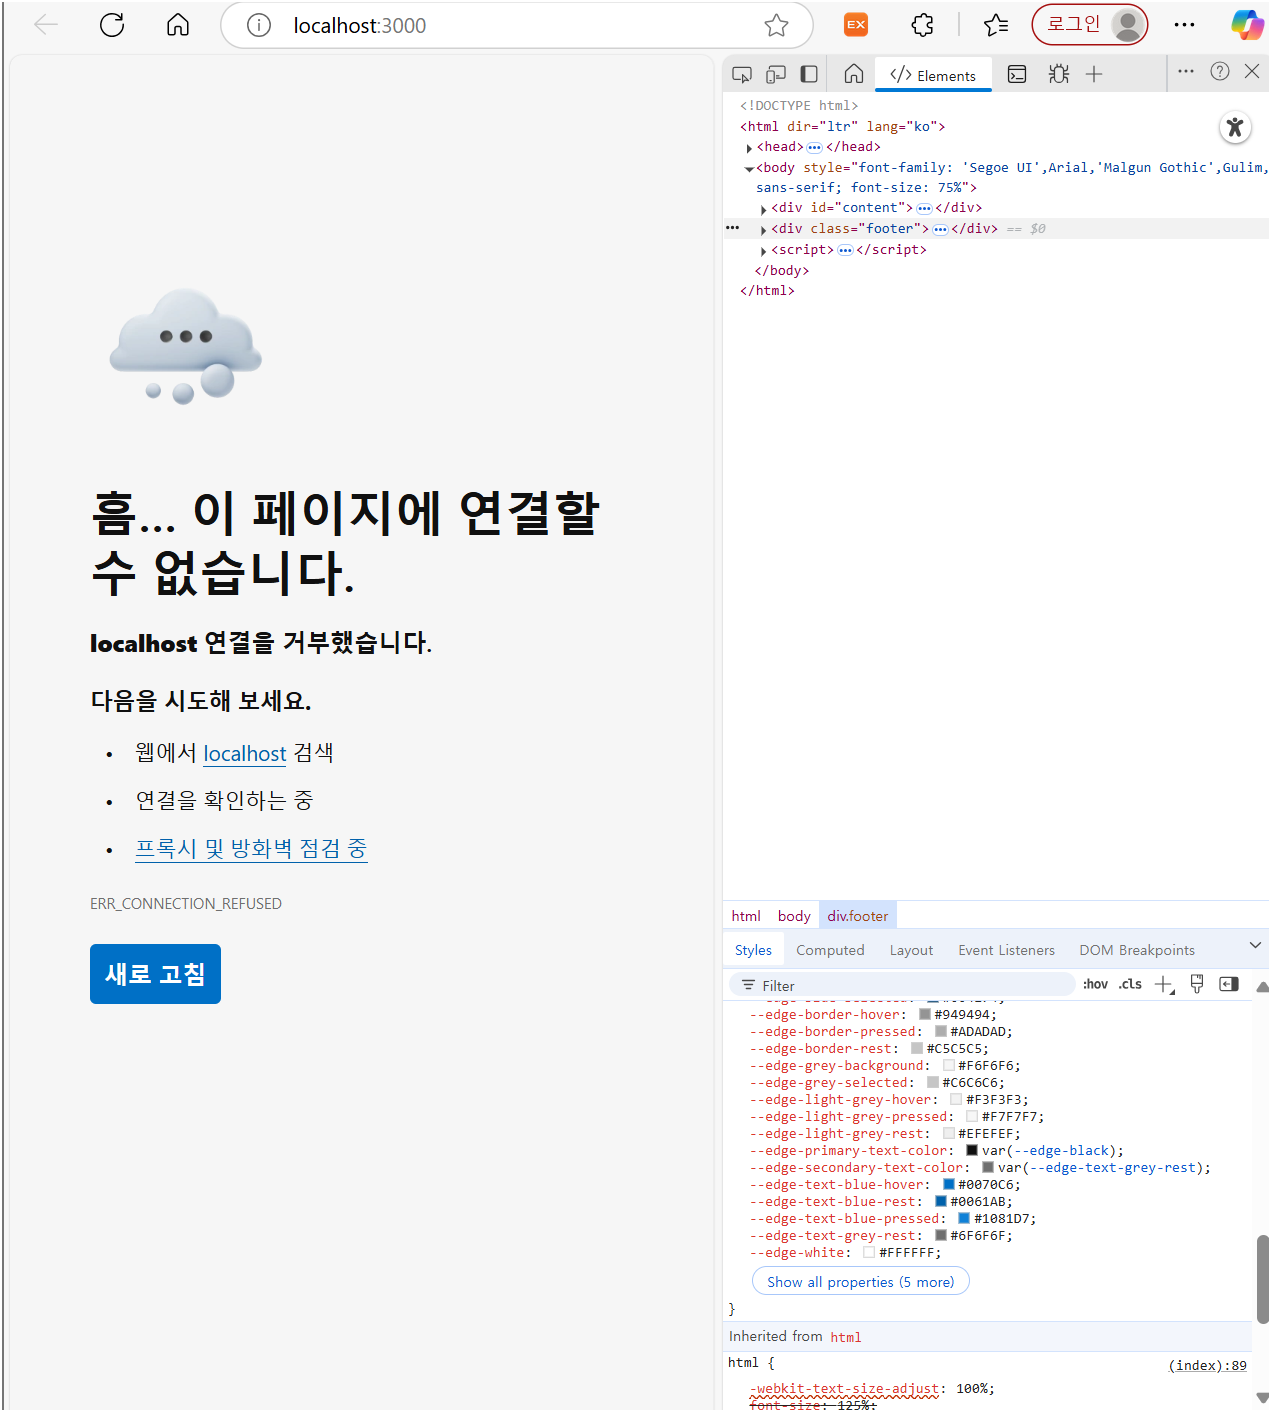 localhost:3000
EX
로그인
Elements
<!DOCTYPE html>
<html dir="ltr" lang="ko">
<head>•••</head>
<body style="font-family: 'Segoe UI',Arial,'Malgun Gothic',Gulim,
sans-serif; font-size: 75%">
<div id="content">•••</div>
<div class="footer">•••</div> == $0
<script>•••</script>
</body>
</html>
흠... 이 페이지에 연결할
수 없습니다.
localhost 연결을 거부했습니다.
다음을 시도해 보세요.
• 웹에서 localhost 검색
• 연결을 확인하는 중
• 프록시 및 방화벽 점검 중
ERR_CONNECTION_REFUSED
새로 고침
html body div.footer
Styles Computed Layout Event Listeners DOM Breakpoints
Filter :hov .cls
--edge-border-hover: #949494;
--edge-border-pressed: #ADADAD;
--edge-border-rest: #C5C5C5;
--edge-grey-background: #F6F6F6;
--edge-grey-selected: #C6C6C6;
--edge-light-grey-hover: #F3F3F3;
--edge-light-grey-pressed: #F7F7F7;
--edge-light-grey-rest: #EFEFEF;
--edge-primary-text-color: var(--edge-black);
--edge-secondary-text-color: var(--edge-text-grey-rest);
--edge-text-blue-hover: #0070C6;
--edge-text-blue-rest: #0061AB;
--edge-text-blue-pressed: #1081D7;
--edge-text-grey-rest: #6F6F6F;
--edge-white: #FFFFFF;
Show all properties (5 more)
}
Inherited from html
html { (index):89
-webkit-text-size-adjust: 100%;
font-size: 125%;